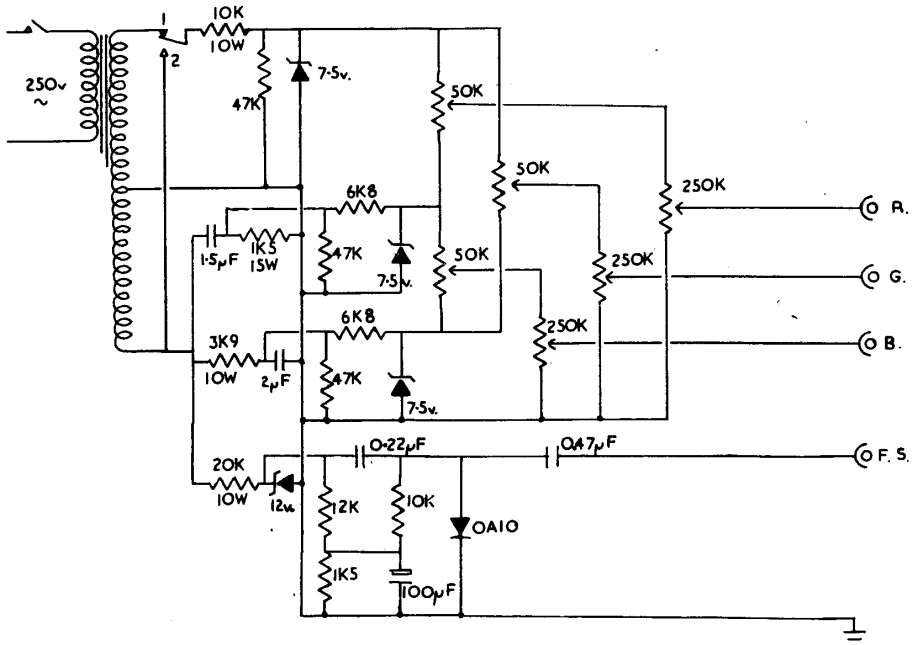 1
10K
10W
2
250v
~
47K
7·5v.
50K
50K
250K
R.
6K8
1·5µF
1K5
15W
47K
7·5v.
50K
250K
G.
6K8
250K
B.
3K9
10W
2µF
47K
7·5v.
0·22µF
0·47µF
F.S.
20K
10W
12v.
12K
10K
OA10
1K5
100µF